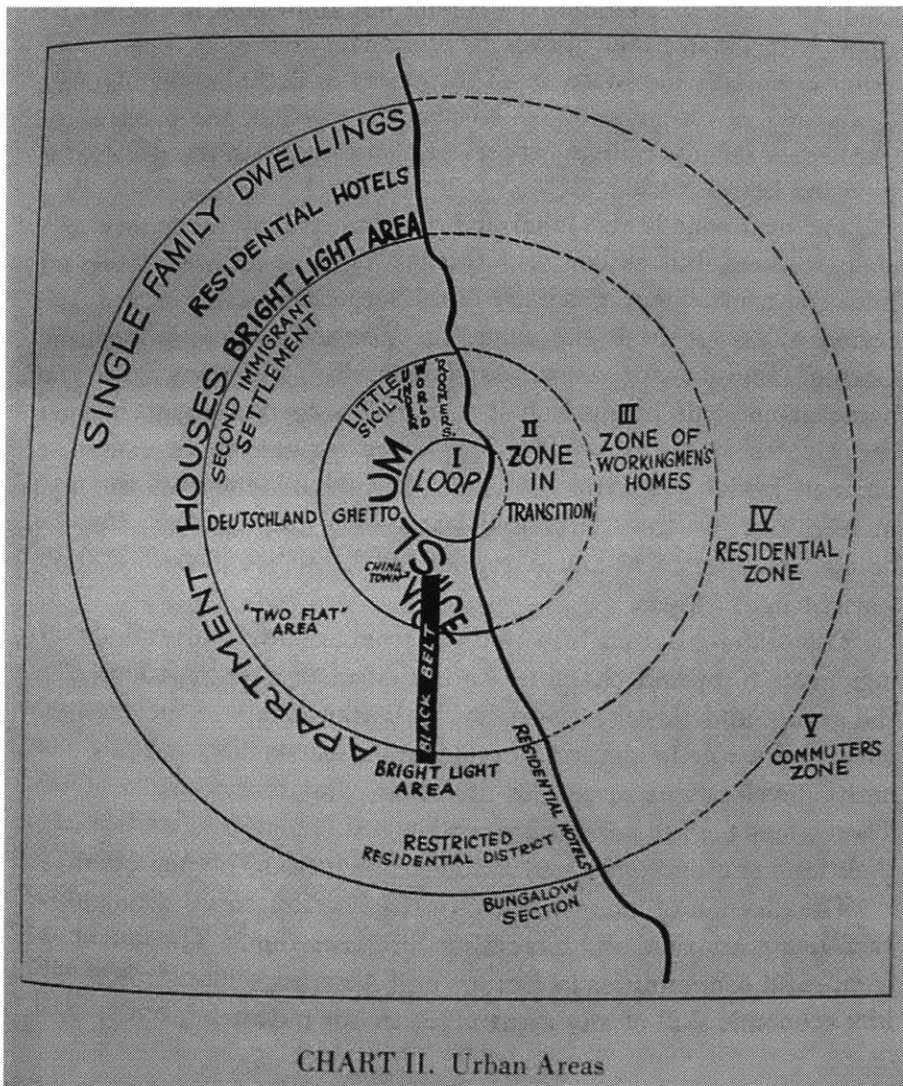 SINGLE FAMILY DWELLINGS
RESIDENTIAL HOTELS
BRIGHT LIGHT AREA
APARTMENT HOUSES
SECOND IMMIGRANT
SETTLEMENT
LITTLE
SICILY
UNDER
WORLD
ROOMERS
I
LOOP
II
ZONE
IN
TRANSITION
III
ZONE OF
WORKINGMEN'S
HOMES
IV
RESIDENTIAL
ZONE
V
COMMUTERS
ZONE
DEUTSCHLAND
GHETTO
SLUM
CHINA
TOWN
VICE
"TWO FLAT"
AREA
BLACK BELT
BRIGHT LIGHT
AREA
RESIDENTIAL HOTELS
RESTRICTED
RESIDENTIAL DISTRICT
BUNGALOW
SECTION
CHART II. Urban Areas